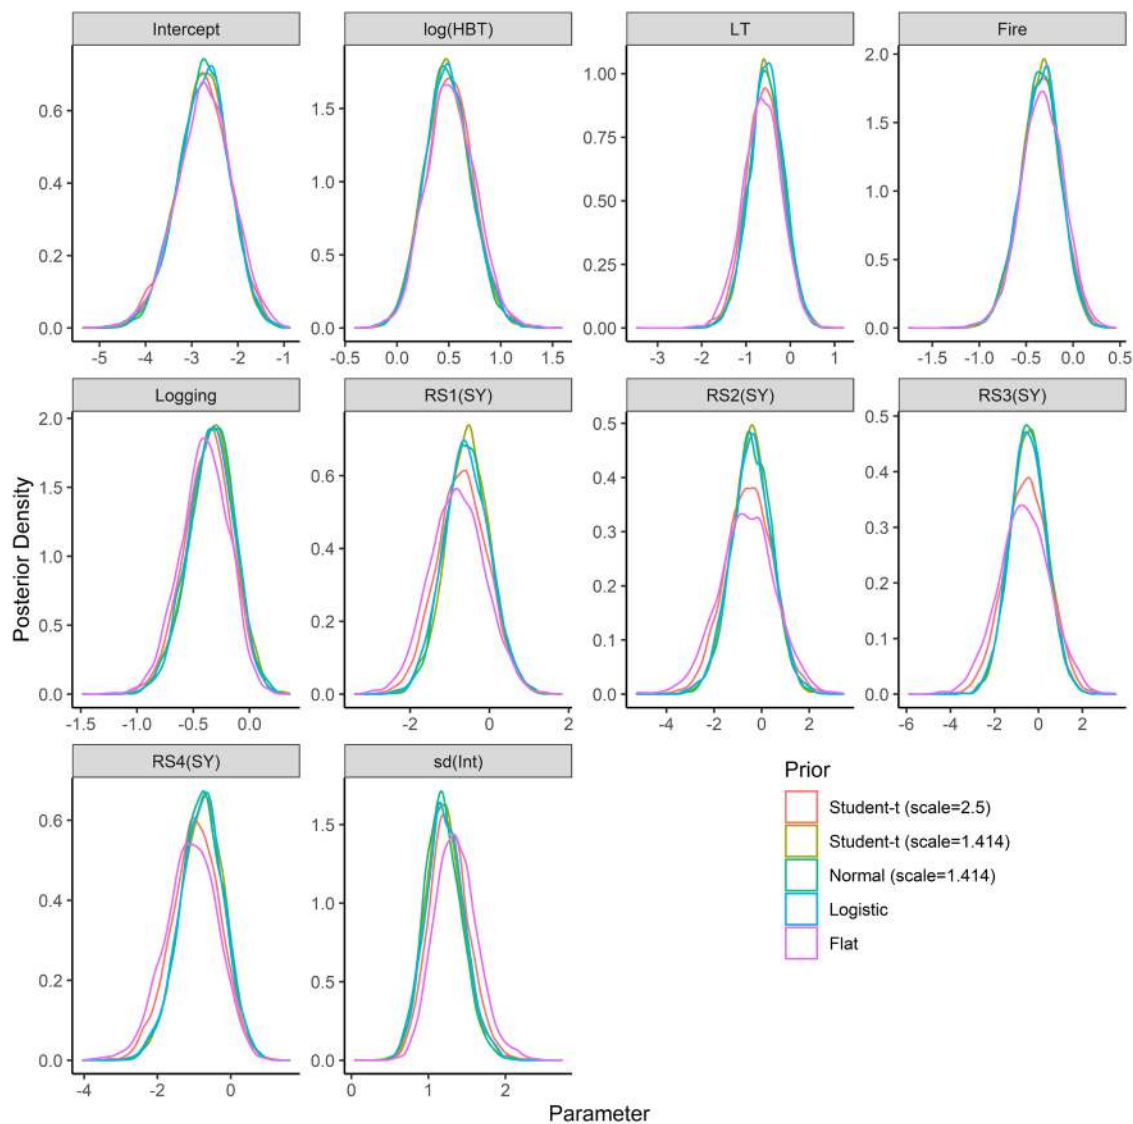 Intercept
log(HBT)
LT
Fire
0.6
0.4
0.2
0.0
-5 -4 -3 -2 -1
1.5
1.0
0.5
0.0
-0.5 0.0 0.5 1.0 1.5
1.00
0.75
0.50
0.25
0.00
-3 -2 -1 0 1
2.0
1.5
1.0
0.5
0.0
-1.5 -1.0 -0.5 0.0 0.5
Logging
RS1(SY)
RS2(SY)
RS3(SY)
Posterior Density
2.0
1.5
1.0
0.5
0.0
-1.5 -1.0 -0.5 0.0
0.6
0.4
0.2
0.0
-2 0 2
0.5
0.4
0.3
0.2
0.1
0.0
-4 -2 0 2
0.5
0.4
0.3
0.2
0.1
0.0
-6 -4 -2 0 2
RS4(SY)
sd(Int)
0.6
0.4
0.2
0.0
-4 -2 0
1.5
1.0
0.5
0.0
0 1 2
Prior
Student-t (scale=2.5)
Student-t (scale=1.414)
Normal (scale=1.414)
Logistic
Flat
Parameter